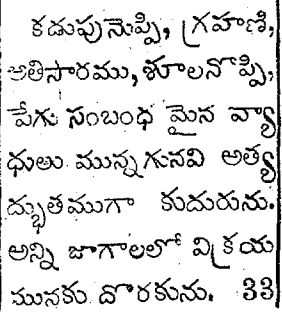 కడుపునొప్పి, గ్రహణి,
అతిసారము, శూలనొప్పి,
పేగు సంబంధ మైన వ్యా
ధులు మున్నగునవి అత్య
ద్భుతముగా కుదురును.
అన్ని జాగాలలో విక్రయ
మునకు దొరకును. 33